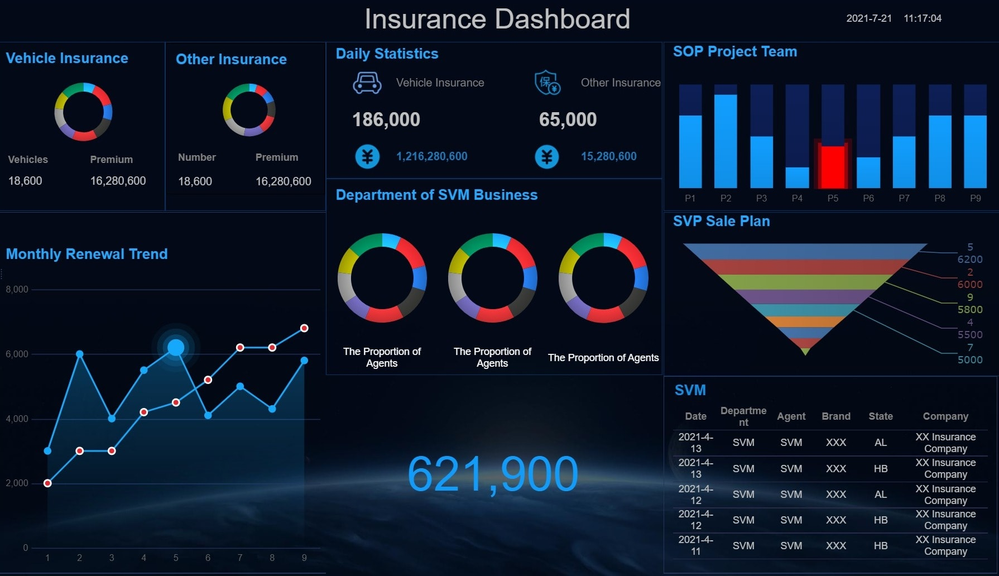 Insurance Dashboard
2021-7-21 11:17:04
Vehicle Insurance
Vehicles Premium
18,600 16,280,600
Other Insurance
Number Premium
18,600 16,280,600
Daily Statistics
Vehicle Insurance
Other Insurance
保
¥
186,000
65,000
¥ 1,216,280,600
¥ 15,280,600
SOP Project Team
P1 P2 P3 P4 P5 P6 P7 P8 P9
Monthly Renewal Trend
8,000
6,000
4,000
2,000
0
1 2 3 4 5 6 7 8 9
Department of SVM Business
The Proportion of
Agents
The Proportion of
Agents
The Proportion of Agents
621,900
SVP Sale Plan
5
6200
2
6000
9
5800
4
5500
7
5000
SVM
Date Departme
nt Agent Brand State Company
2021-4-
13 SVM SVM XXX AL XX Insurance
Company
2021-4-
13 SVM SVM XXX HB XX Insurance
Company
2021-4-
12 SVM SVM XXX AL XX Insurance
Company
2021-4-
12 SVM SVM XXX HB XX Insurance
Company
2021-4-
11 SVM SVM XXX HB XX Insurance
Company